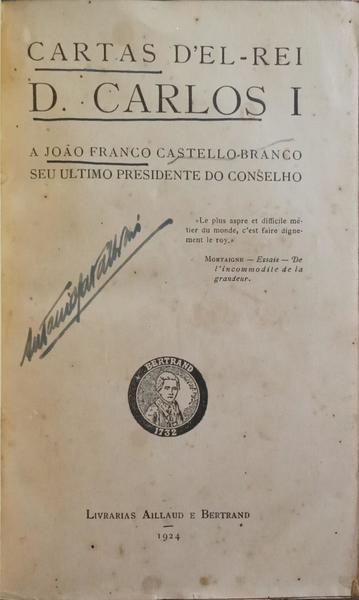 CARTAS D'EL-REI
D. CARLOS I
A JOÃO FRANCO CASTELLO-BRANCO
SEU ULTIMO PRESIDENTE DO CONSELHO
«Le plus aspre et difficile mé-
tier du monde, c'est faire digne-
ment le roy.»
MONTAIGNE — Essais — De
l'incommodite de la
grandeur.
BERTRAND
1732
LIVRARIAS AILLAUD E BERTRAND
1924